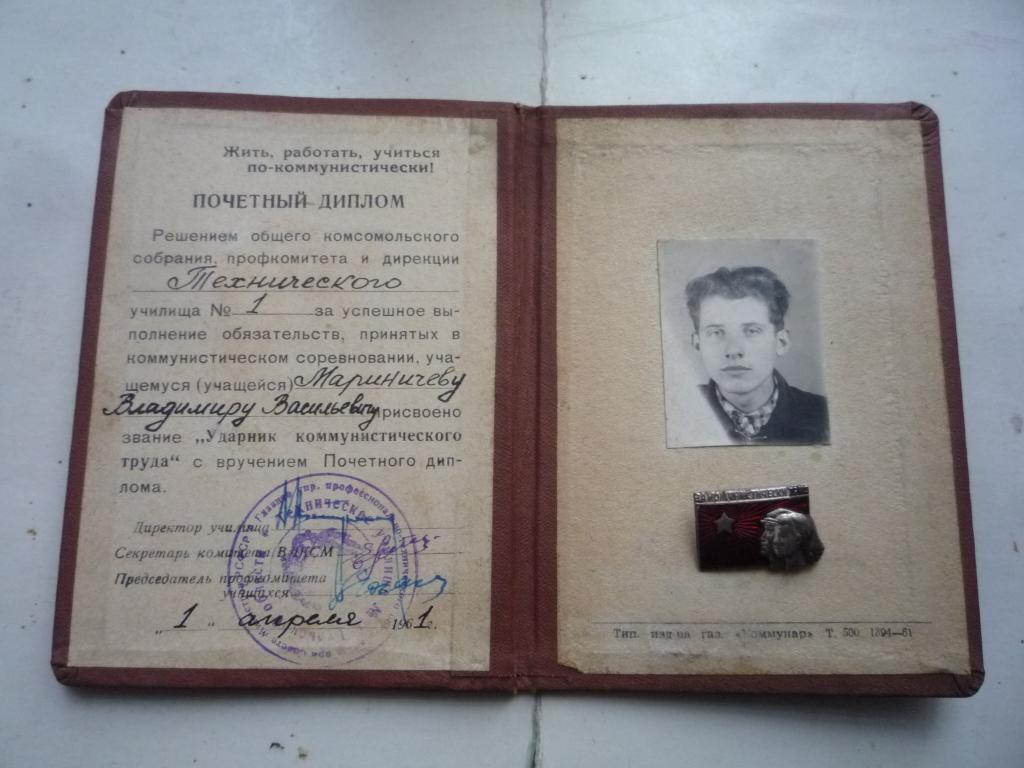 Жить, работать, учиться
по-коммунистически!
ПОЧЕТНЫЙ ДИПЛОМ
Решением общего комсомольского
собрания, профкомитета и дирекции
Технического
училища № 1 за успешное вы-
полнение обязательств, принятых в
коммунистическом соревновании, уча-
щемуся (учащейся) Мариничеву
Владимиру Васильевичу присвоено
звание „Ударник коммунистического
труда“ с вручением Почетного дип-
лома.
Директор училища
Секретарь комитета ВЛКСМ
Председатель профкомитета
учащихся
„ 1 “ апреля 1961 г.
Тип. изд-ва газ. «Коммунар» Т. 500 1394—61